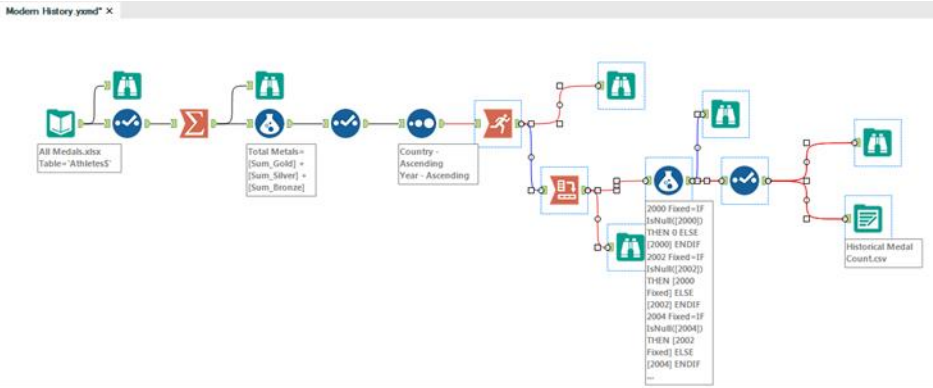 Modern History.yxmd* X
All Medals.xlsx
Table='Athletes$'
Total Metals=
[Sum_Gold] +
[Sum_Silver] +
[Sum_Bronze]
Country -
Ascending
Year - Ascending
2000 Fixed=IF
IsNull([2000])
THEN 0 ELSE
[2000] ENDIF
2002 Fixed=IF
IsNull([2002])
THEN [2000
Fixed] ELSE
[2002] ENDIF
2004 Fixed=IF
IsNull([2004])
THEN [2002
Fixed] ELSE
[2004] ENDIF
...
Historical Medal
Count.csv